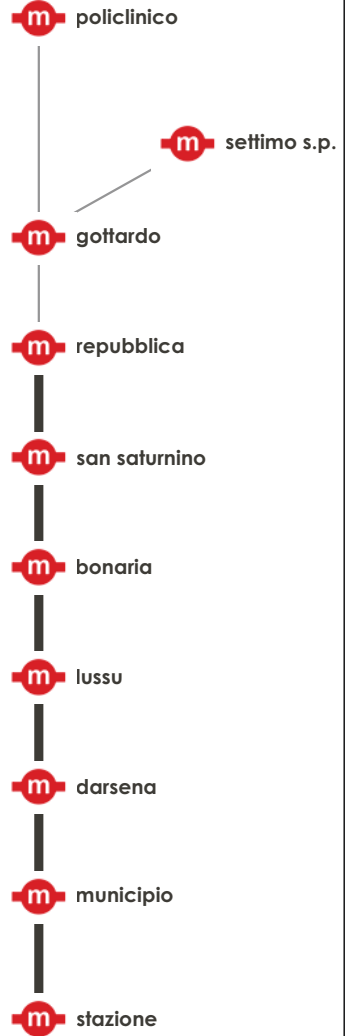 m policlinico
m settimo s.p.
m gottardo
m repubblica
m san saturnino
m bonaria
m lussu
m darsena
m municipio
m stazione